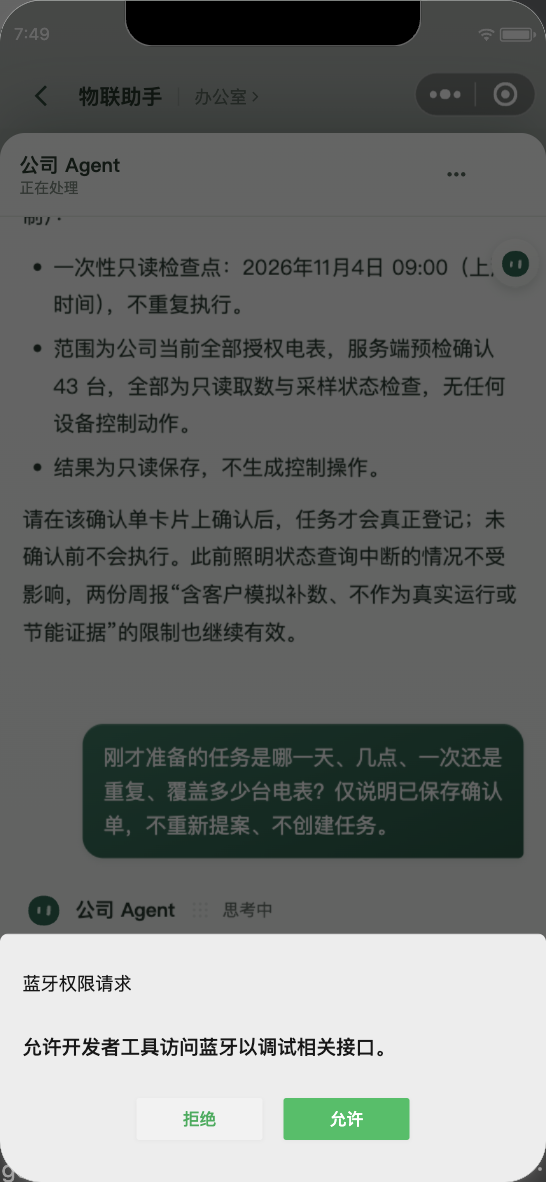 7:49
物联助手 办公室 >
公司 Agent
正在处理
制）：
一次性只读检查点：2026年11月4日 09:00（上
时间），不重复执行。
范围为公司当前全部授权电表，服务端预检确认
43 台，全部为只读取数与采样状态检查，无任何
设备控制动作。
结果为只读保存，不生成控制操作。
请在该确认单卡片上确认后，任务才会真正登记；未
确认前不会执行。此前照明状态查询中断的情况不受
影响，两份周报“含客户模拟补数、不作为真实运行或
节能证据”的限制也继续有效。
刚才准备的任务是哪一天、几点、一次还是
重复、覆盖多少台电表？仅说明已保存确认
单，不重新提案、不创建任务。
公司 Agent 思考中
蓝牙权限请求
允许开发者工具访问蓝牙以调试相关接口。
拒绝 允许